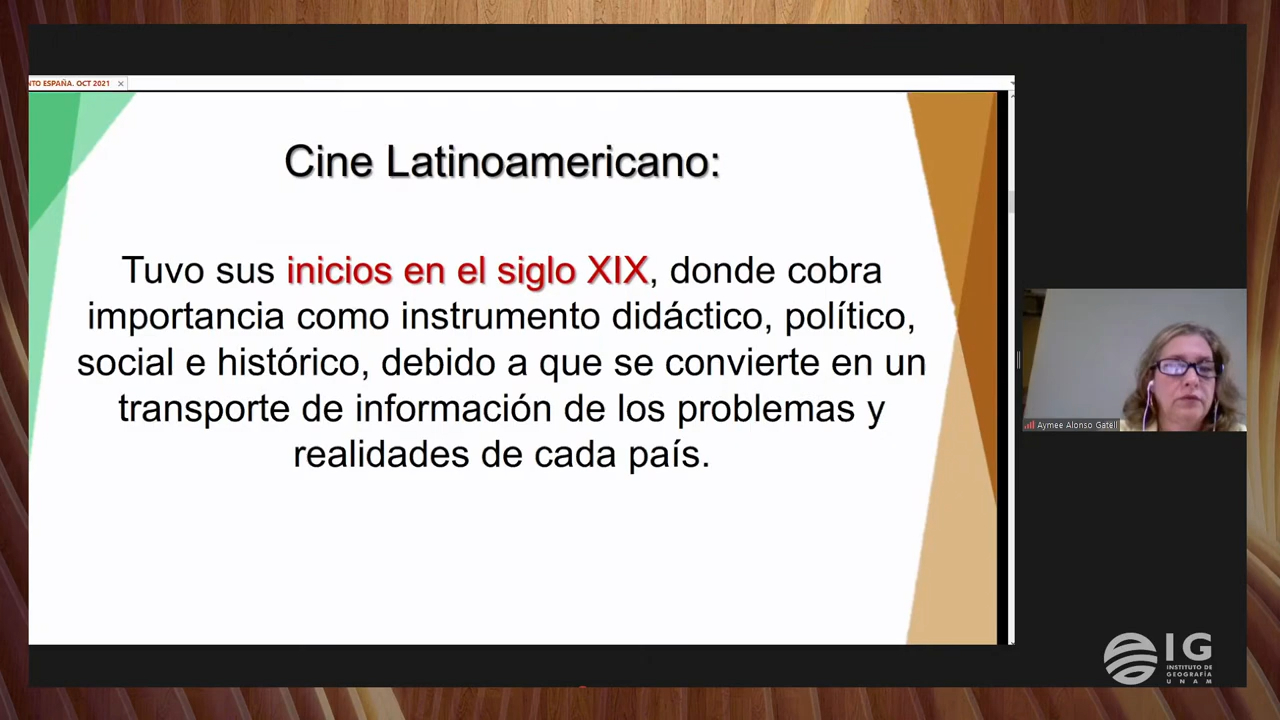 NTO ESPAÑA. OCT 2021
Cine Latinoamericano:
Tuvo sus inicios en el siglo XIX, donde cobra
importancia como instrumento didáctico, político,
social e histórico, debido a que se convierte en un
transporte de información de los problemas y
realidades de cada país.
Aymee Alonso Gatell
IG
INSTITUTO DE
GEOGRAFÍA
UNAM